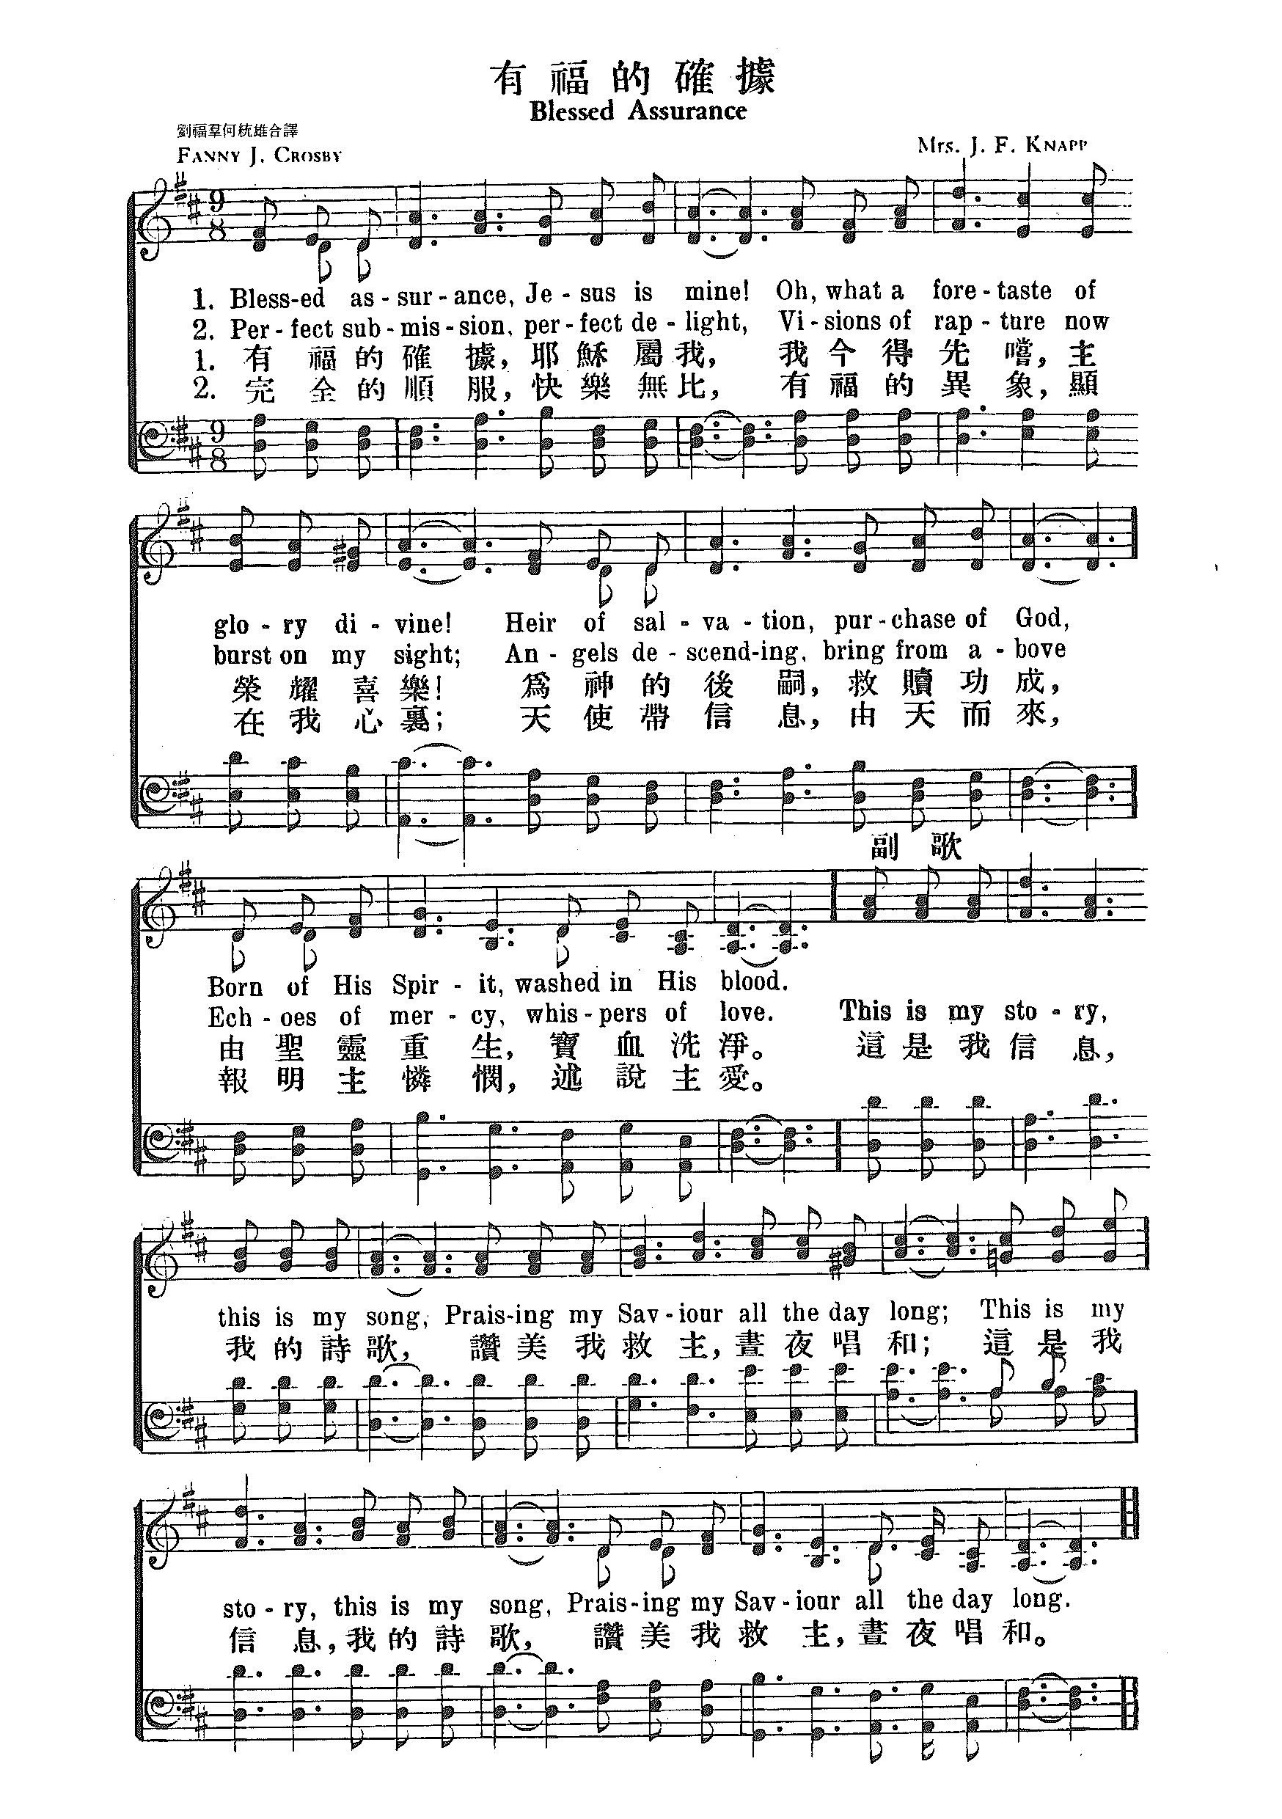 有福的確據
Blessed Assurance
劉福羣何統雄合譯
FANNY J. CROSBY
MRS. J. F. KNAPP
9 8
1. Bless-ed as-sur-ance, Je-sus is mine! Oh, what a fore-taste of
2. Per-fect sub-mis-sion, per-fect de-light, Vi-sions of rap-ture now
1. 有福的確據，耶穌屬我， 我今得先嚐，主
2. 完全的順服，快樂無比， 有福的異象，顯
9 8
glo-ry di-vine! Heir of sal-va-tion, pur-chase of God,
burst on my sight; An-gels de-scend-ing, bring from a-bove
榮耀喜樂！ 爲神的後嗣，救贖功成，
在我心裏； 天使帶信息，由天而來，
副歌
Born of His Spir-it, washed in His blood.
Ech-oes of mer-cy, whis-pers of love. This is my sto-ry,
由聖靈重生，寶血洗淨。 這是我信息，
報明主憐憫，述說主愛。
this is my song, Prais-ing my Sav-iour all the day long; This is my
我的詩歌， 讚美我救主，晝夜唱和； 這是我
sto-ry, this is my song, Prais-ing my Sav-iour all the day long.
信息，我的詩歌， 讚美我救主，晝夜唱和。